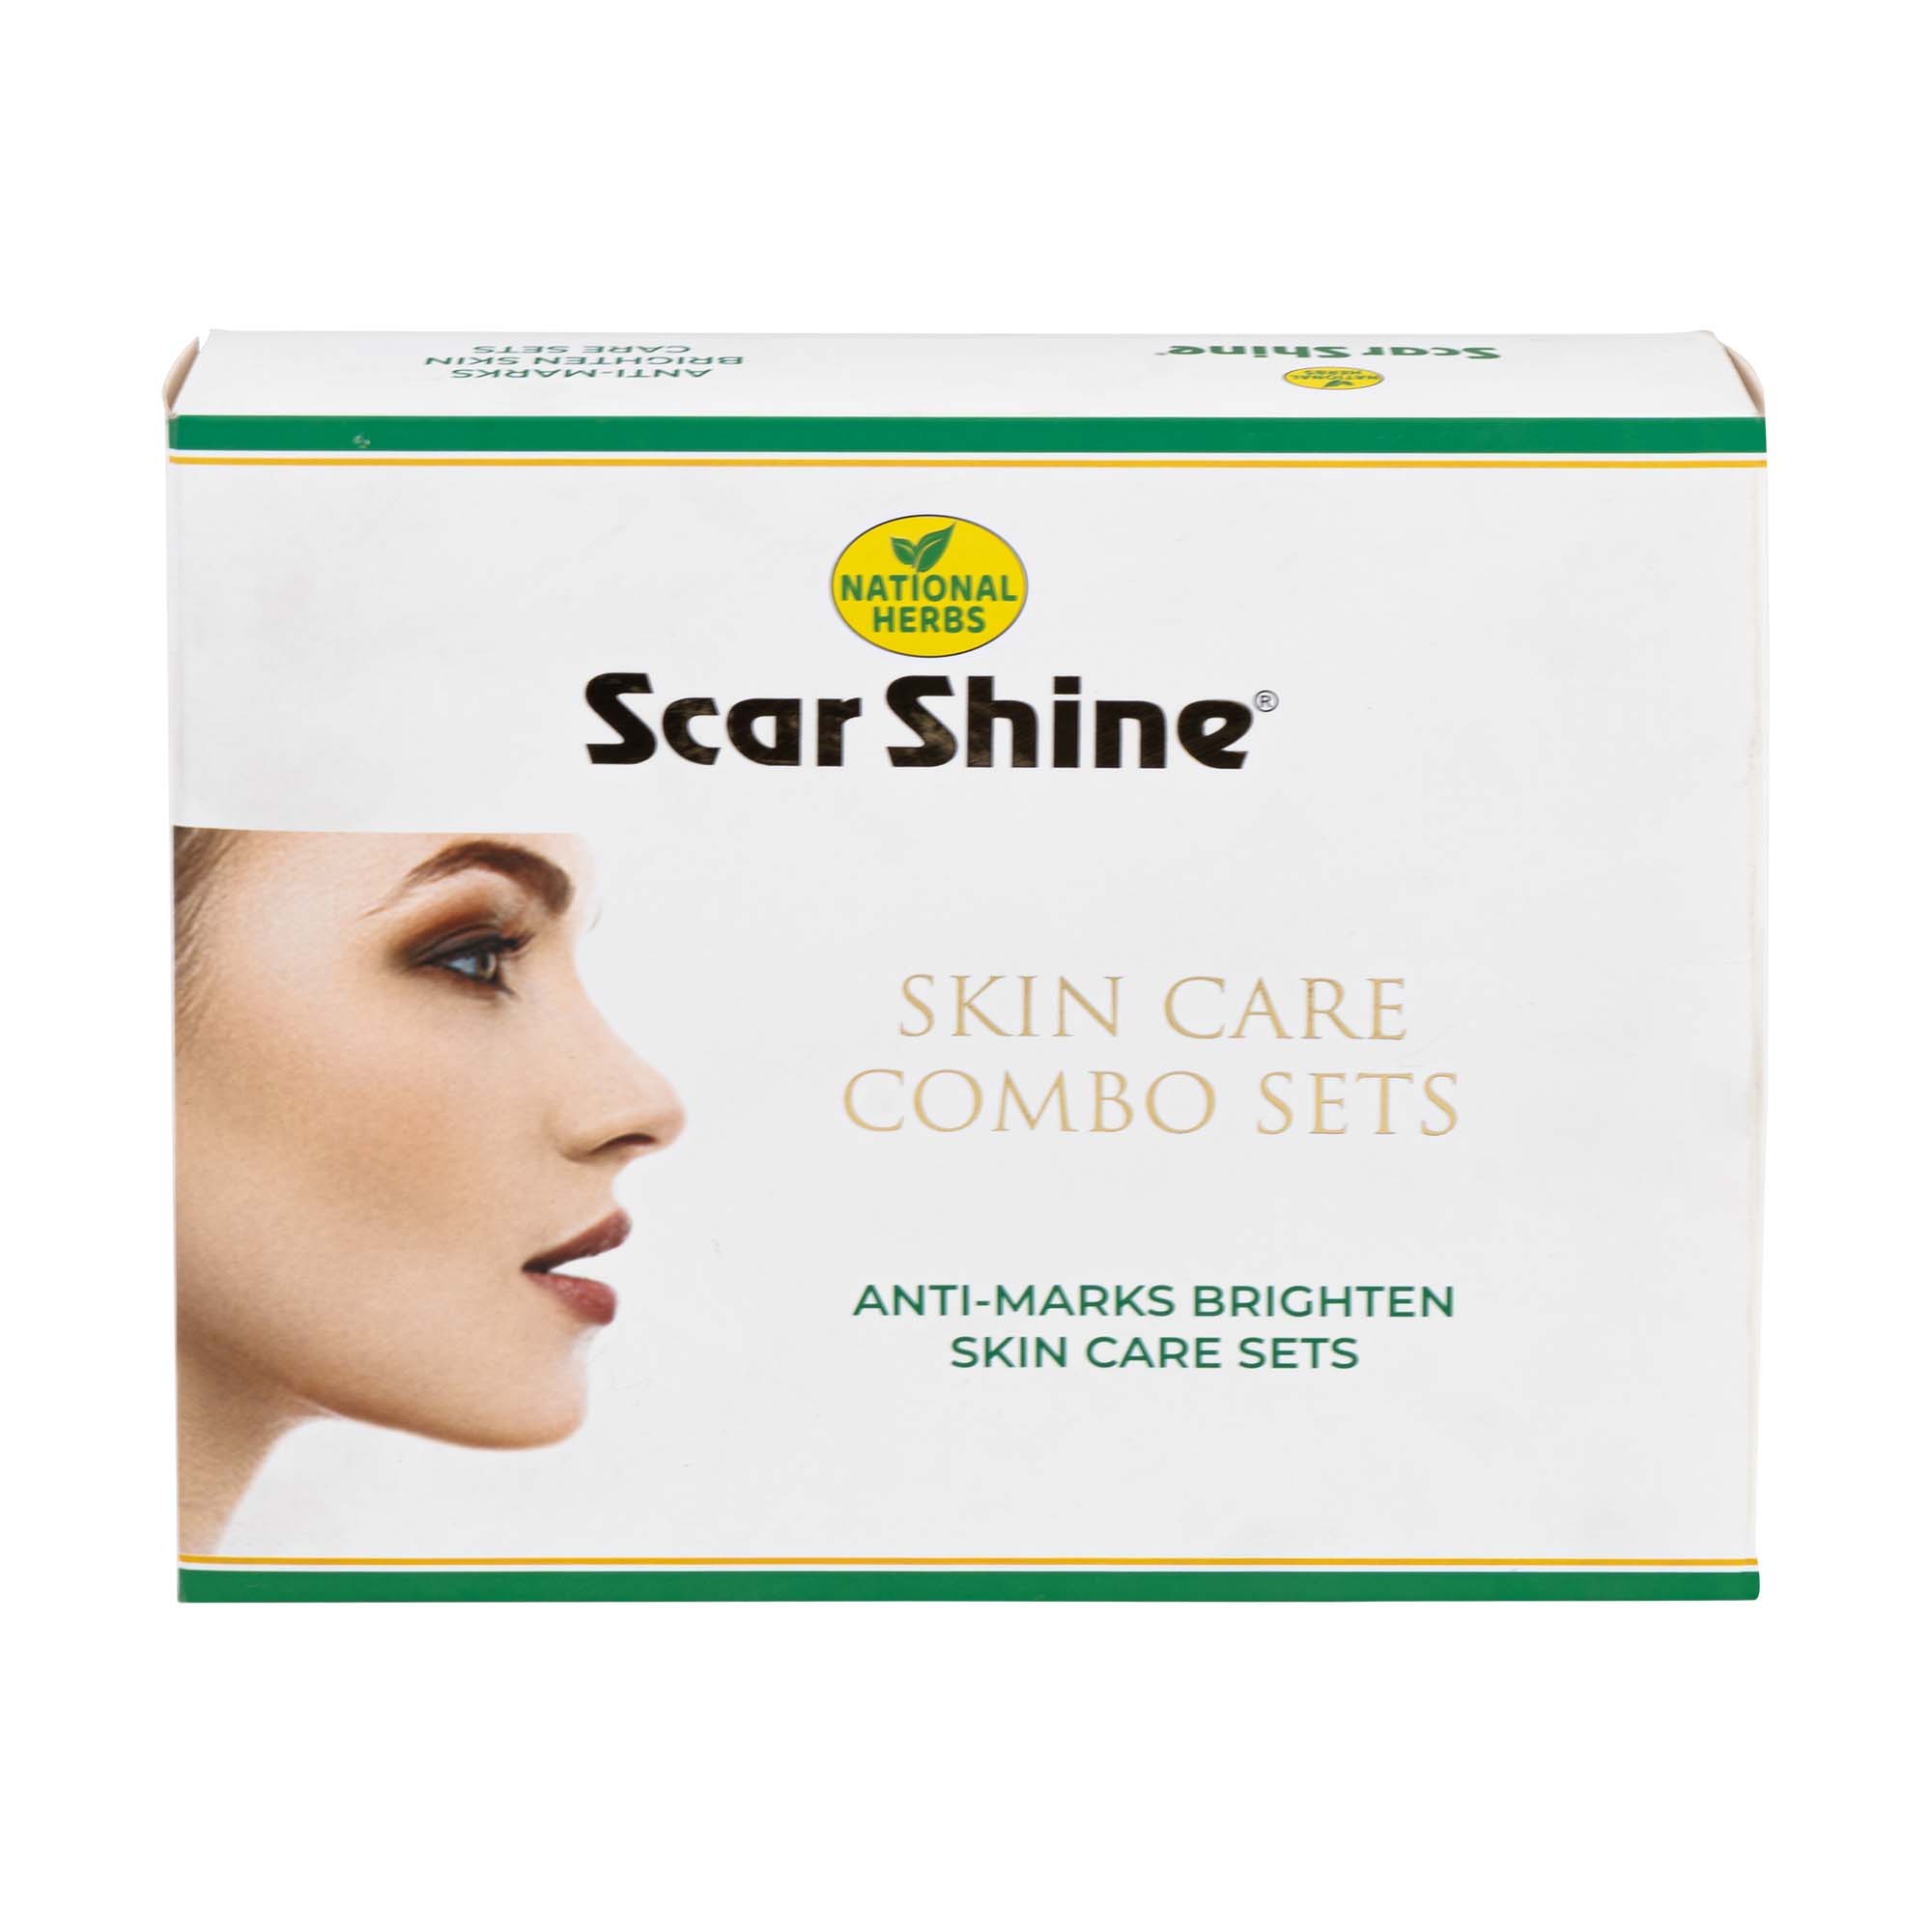 ANTI-MARKS
BRIGHTEN SKIN
CARE SETS
NATIONAL
HERBS
Scar Shine
NATIONAL
HERBS
Scar Shine®
SKIN CARE
COMBO SETS
ANTI-MARKS BRIGHTEN
SKIN CARE SETS